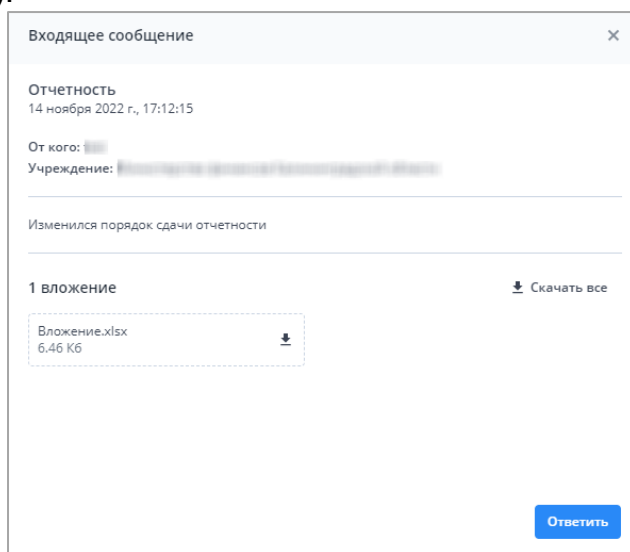 Входящее сообщение
Отчетность
14 ноября 2022 г., 17:12:15
От кого:
Учреждение:
Изменился порядок сдачи отчетности
1 вложение
Скачать все
Вложение.xlsx
6.46 Кб
Ответить